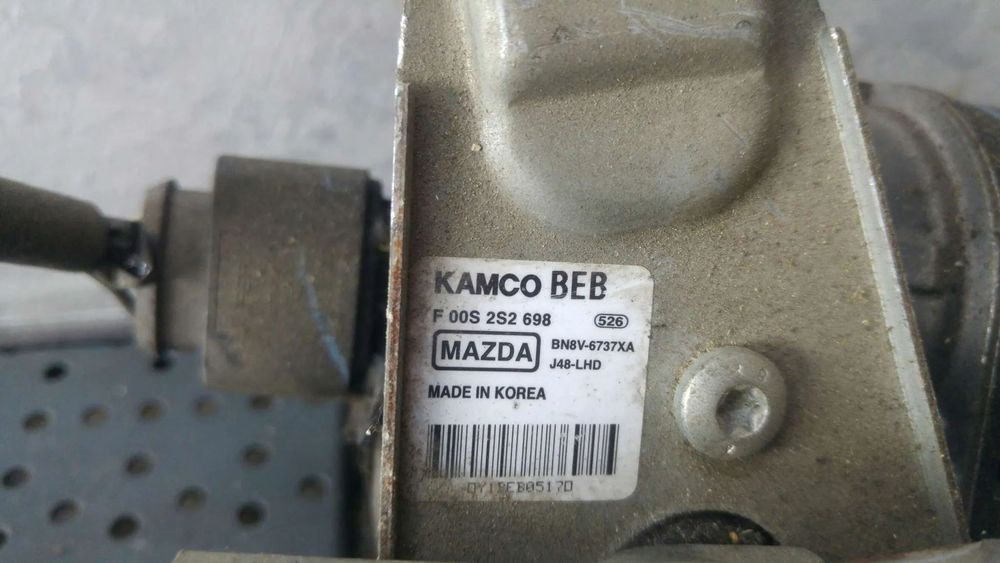 KAMCO BEB
F 00S 2S2 698 526
MAZDA BN8V-6737XA
J48-LHD
MADE IN KOREA